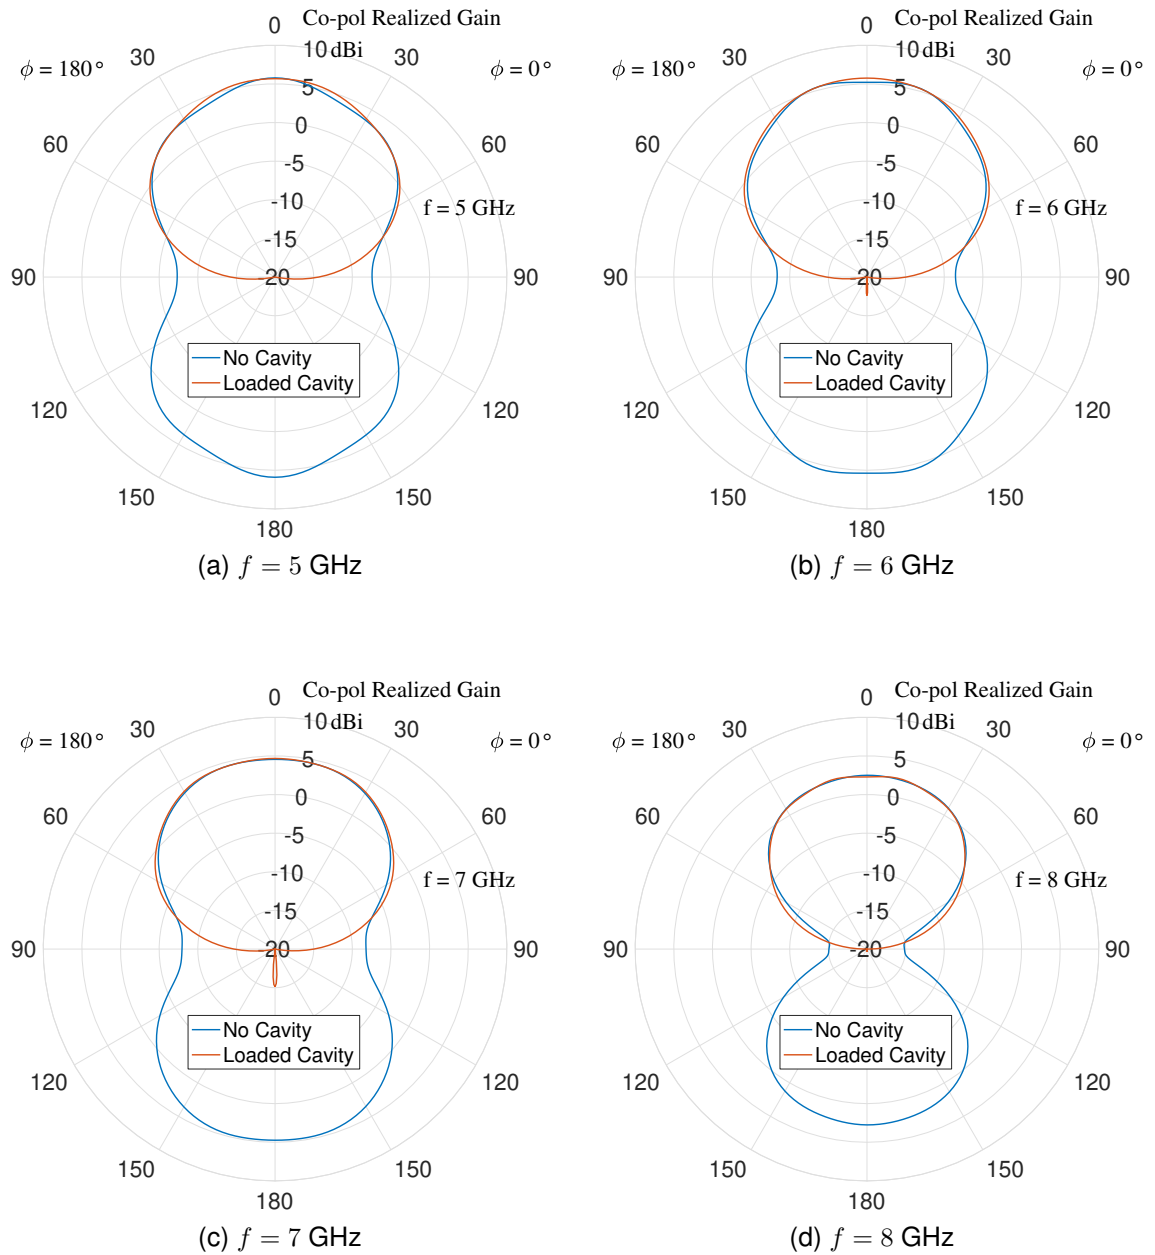 0
Co-pol Realized Gain
10 dBi
30
30
ϕ = 180°
ϕ = 0°
5
60
60
0
-5
-10
f = 5 GHz
-15
90
-20
90
No Cavity
Loaded Cavity
120
120
150
150
180
(a) f = 5 GHz
0
Co-pol Realized Gain
10 dBi
30
30
ϕ = 180°
ϕ = 0°
5
60
60
0
-5
-10
f = 6 GHz
-15
90
-20
90
No Cavity
Loaded Cavity
120
120
150
150
180
(b) f = 6 GHz
0
Co-pol Realized Gain
10 dBi
30
30
ϕ = 180°
ϕ = 0°
5
60
60
0
-5
-10
f = 7 GHz
-15
90
-20
90
No Cavity
Loaded Cavity
120
120
150
150
180
(c) f = 7 GHz
0
Co-pol Realized Gain
10 dBi
30
30
ϕ = 180°
ϕ = 0°
5
60
60
0
-5
-10
f = 8 GHz
-15
90
-20
90
No Cavity
Loaded Cavity
120
120
150
150
180
(d) f = 8 GHz